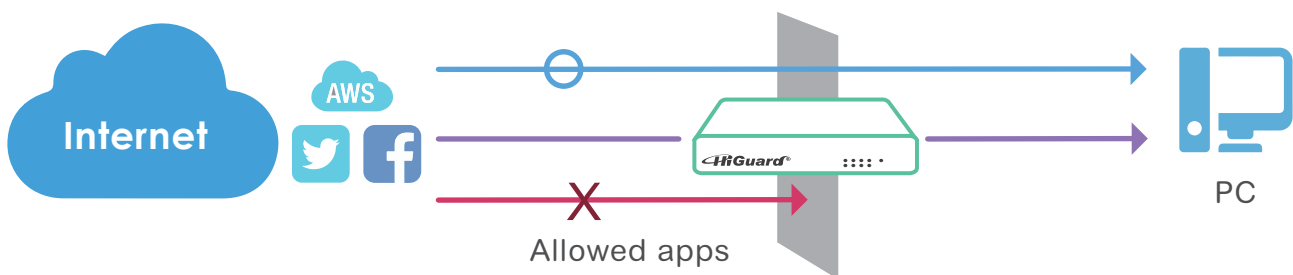 AWS
Internet
HiGuard®
PC
Allowed apps